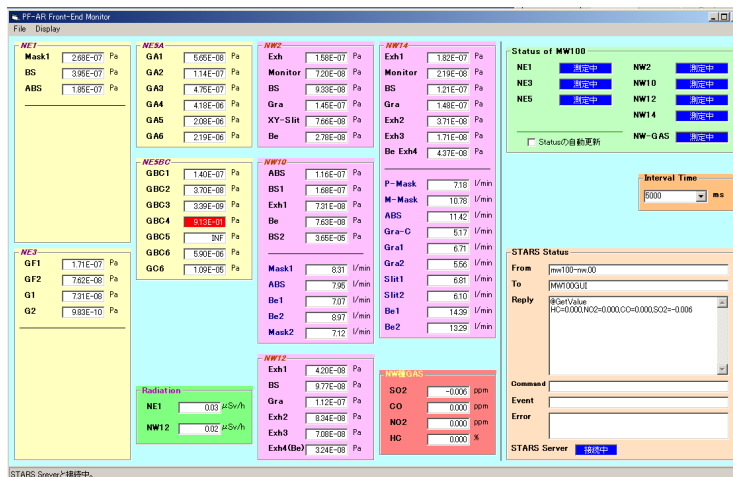 PF-AR Front-End Monitor
File Display
NE1
Mask1 2.68E-07 Pa
BS 3.95E-07 Pa
ABS 1.85E-07 Pa
NE3
GF1 1.71E-07 Pa
GF2 7.62E-08 Pa
G1 7.31E-08 Pa
G2 9.83E-10 Pa
NE5A
GA1 5.65E-08 Pa
GA2 1.14E-07 Pa
GA3 4.75E-07 Pa
GA4 4.18E-06 Pa
GA5 2.08E-06 Pa
GA6 2.19E-06 Pa
NE5BC
GBC1 1.40E-07 Pa
GBC2 3.70E-08 Pa
GBC3 3.39E-09 Pa
GBC4 9.13E-01 Pa
GBC5 INF Pa
GBC6 5.90E-06 Pa
GC6 1.09E-05 Pa
Radiation
NE1 0.03 μSv/h
NW12 0.02 μSv/h
NW2
Exh 1.58E-07 Pa
Monitor 7.20E-08 Pa
BS 9.33E-08 Pa
Gra 1.45E-07 Pa
XY-Slit 7.66E-08 Pa
Be 2.78E-08 Pa
NW10
ABS 1.16E-07 Pa
BS1 1.68E-07 Pa
Exh1 7.31E-08 Pa
Be 7.63E-08 Pa
BS2 3.65E-05 Pa
Mask1 8.31 l/min
ABS 7.95 l/min
Be1 7.07 l/min
Be2 8.97 l/min
Mask2 7.12 l/min
NW12
Exh1 4.20E-08 Pa
BS 9.77E-08 Pa
Gra 1.12E-07 Pa
Exh2 8.34E-08 Pa
Exh3 7.08E-08 Pa
Exh4(Be) 3.24E-08 Pa
NW14
Exh1 1.82E-07 Pa
Monitor 2.19E-08 Pa
BS 1.21E-07 Pa
Gra 1.48E-07 Pa
Exh2 3.71E-08 Pa
Exh3 1.71E-08 Pa
Be Exh4 4.37E-08 Pa
P-Mask 7.18 l/min
M-Mask 10.78 l/min
ABS 11.42 l/min
Gra-C 5.17 l/min
Gra1 6.71 l/min
Gra2 5.56 l/min
Slit1 6.81 l/min
Slit2 6.10 l/min
Be1 14.39 l/min
Be2 13.29 l/min
NW棟GAS
SO2 -0.006 ppm
CO 0.000 ppm
NO2 0.000 ppm
HC 0.000 %
Status of MW100
NE1 測定中 NW2 測定中
NE3 測定中 NW10 測定中
NE5 測定中 NW12 測定中
NW14 測定中
Statusの自動更新 NW-GAS 測定中
Interval Time
5000 ms
STARS Status
From mw100-nw.00
To MW100GUI
Reply @GetValue
HC=0.000,NO2=0.000,CO=0.000,SO2=-0.006
Command
Event
Error
STARS Server 接続中
STARS Sreverと接続中。